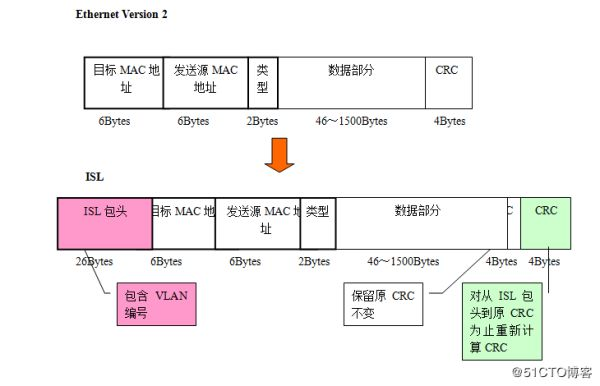 Ethernet Version 2
目标 MAC 地
址
发送源 MAC
地址
类
型
数据部分
CRC
6Bytes
6Bytes
2Bytes
46～1500Bytes
4Bytes
ISL
ISL 包头
目标 MAC 地
发送源 MAC 地
址
类型
数据部分
C
CRC
26Bytes
6Bytes
6Bytes
2Bytes
46～1500Bytes
4Bytes
4Bytes
包含 VLAN
编号
保留原 CRC
不变
对从 ISL 包
头到原 CRC
为止重新计
算 CRC
@51CTO博客